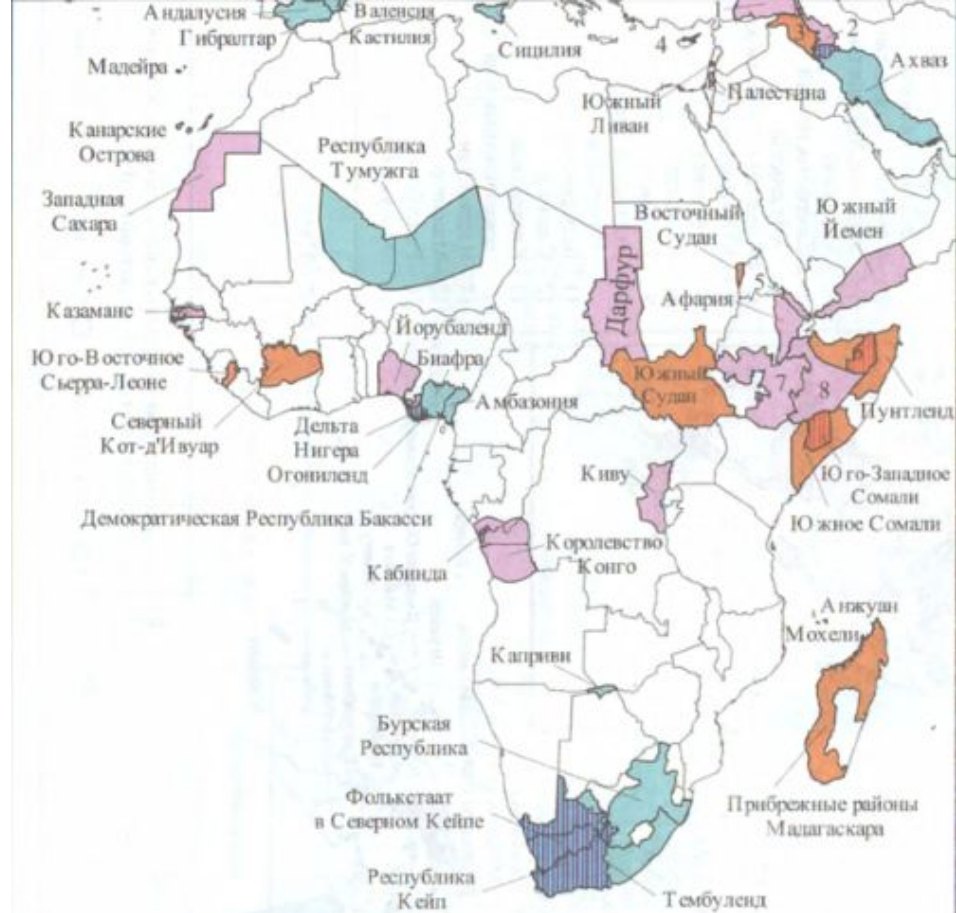 Андалусия
Гибралтар
Валенсия
Кастилия
Мадейра
Сицилия
1
2
3
4
Ахваз
Южный
Ливан
Палестина
Канарские
Острова
Республика
Тумужга
Западная
Сахара
Восточный
Судан
Южный
Йемен
5
Афария
Дарфур
Казамане
Йорубаленд
Биафра
Юго-Восточное
Сьерра-Леоне
Южный
Судан
6
7
8
Амбазония
Пунтленд
Северный
Кот-д'Ивуар
Дельта
Нигера
Огониленд
Киву
Юго-Западное
Сомали
Южное Сомали
Демократическая Республика Бакасси
Кабинда
Королевство
Конго
Анжуан
Мохели
Каприви
Бурская
Республика
Фолькстаат
в Северном Кейпе
Прибрежные районы
Мадагаскара
Республика
Кейп
Тембуленд